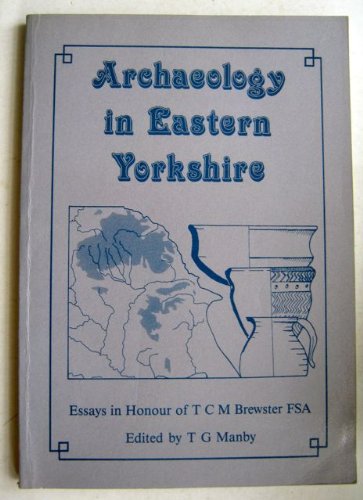 Archaeology
in Eastern
Yorkshire
Essays in Honour of T C M Brewster FSA
Edited by T G Manby